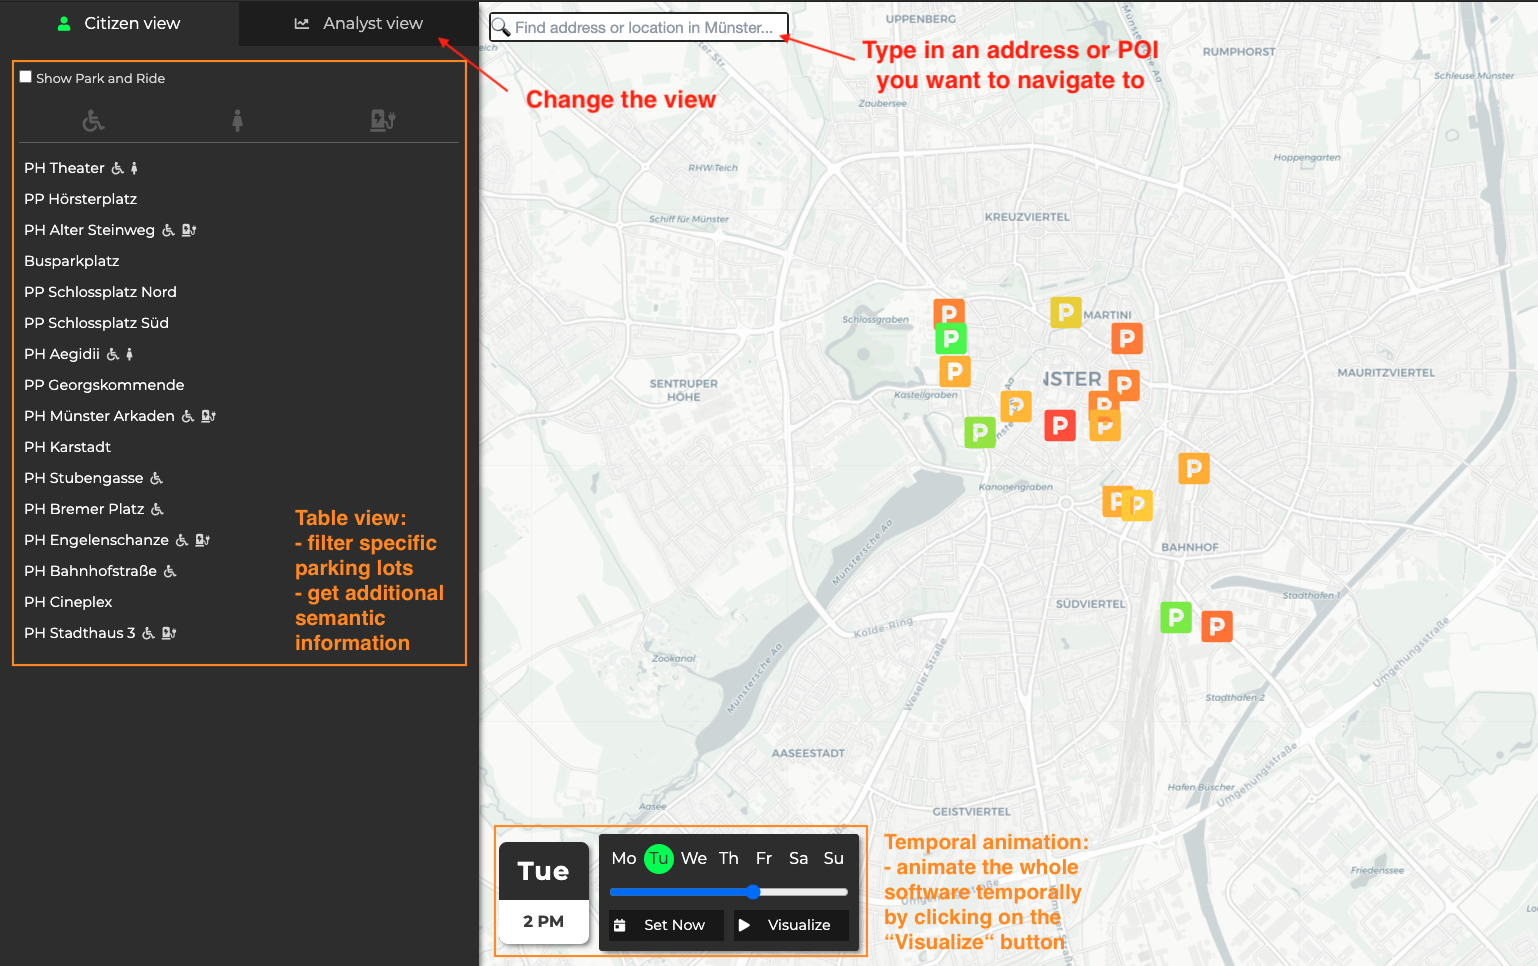 Citizen view
Analyst view
Find address or location in Münster...
Type in an address or POI
you want to navigate to
Change the view
Show Park and Ride
PH Theater
PP Hörsterplatz
PH Alter Steinweg
Busparkplatz
PP Schlossplatz Nord
PP Schlossplatz Süd
PH Aegidii
PP Georgskommende
PH Münster Arkaden
PH Karstadt
PH Stubengasse
PH Bremer Platz
PH Engelenschanze
PH Bahnhofstraße
PH Cineplex
PH Stadthaus 3
Table view:
- filter specific
parking lots
- get additional
semantic
information
UPPENBERG
RUMPHORST
Schleuse Münster
Zaubersee
Hoppengarten
RHW-Teich
Schiff für Münster
KREUZVIERTEL
Schlossgraben
P
P
MARTINI
P
P
P
NSTER
P
MAURITZVIERTEL
SENTRUPER
HÖHE
Kastellgraben
P
P
P
P
P
P
Kanonengraben
P
P
BAHNHOF
Münstersche Aa
SÜDVIERTEL
Stadthafen 1
P
P
Kolde-Ring
Umgehungsstraße
Zookanal
Münstersche Aa
Weseler Straße
Stadthafen 2
AASEESTADT
Umgehungsstraße
Hafen Büscher
Aasee
GEISTVIERTEL
Friedensee
Tue
2 PM
Mo Tu We Th Fr Sa Su
Set Now
Visualize
Temporal animation:
- animate the whole
software temporally
by clicking on the
“Visualize“ button